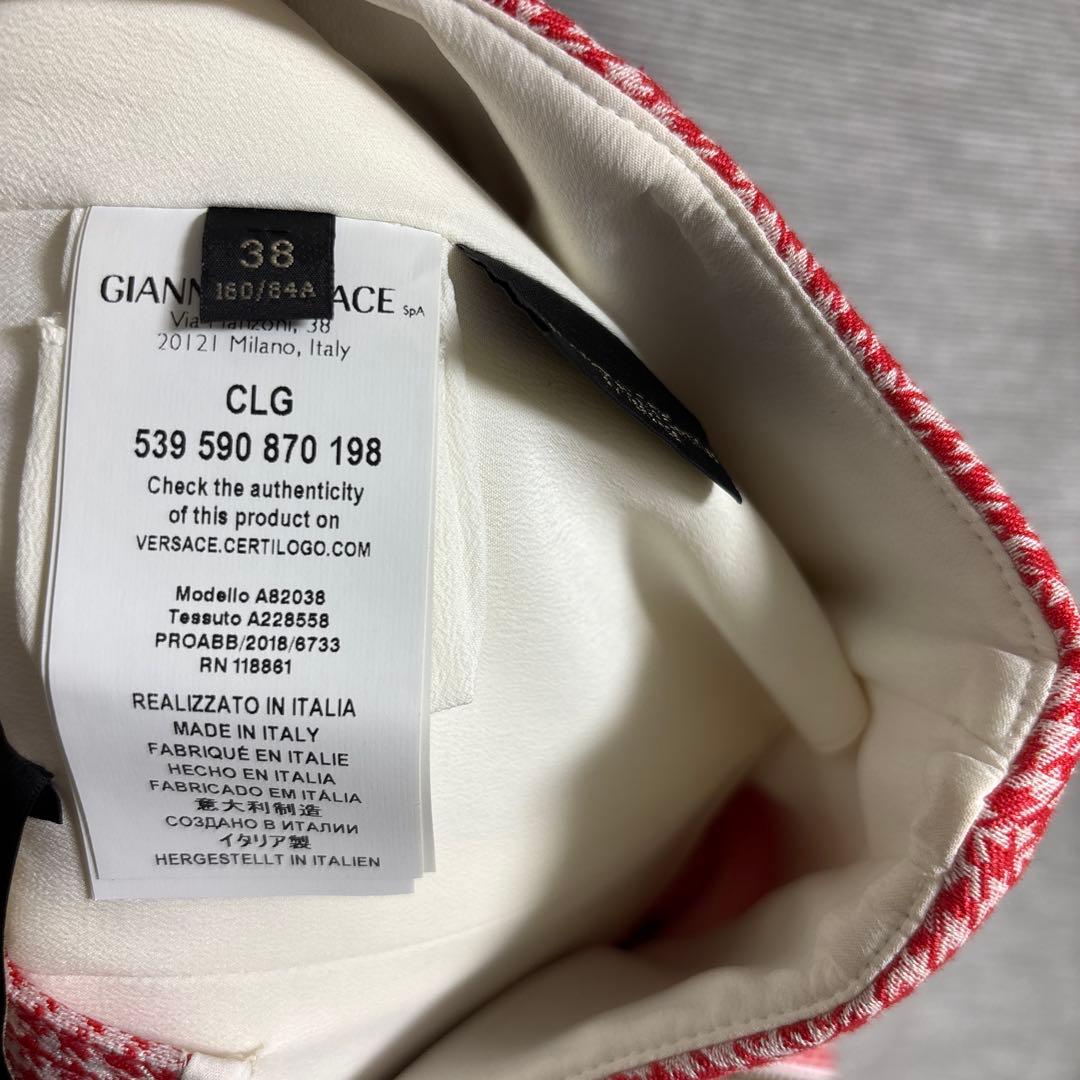 38
160/84A
GIANN ACE SpA
Via Manzoni, 38
20121 Milano, Italy
CLG
539 590 870 198
Check the authenticity
of this product on
VERSACE.CERTILOGO.COM
Modello A82038
Tessuto A228558
PROABB/2018/6733
RN 118861
REALIZZATO IN ITALIA
MADE IN ITALY
FABRIQUÉ EN ITALIE
HECHO EN ITALIA
FABRICADO EM ITÁLIA
意大利制造
СОЗДАНО В ИТАЛИИ
イタリア製
HERGESTELLT IN ITALIEN